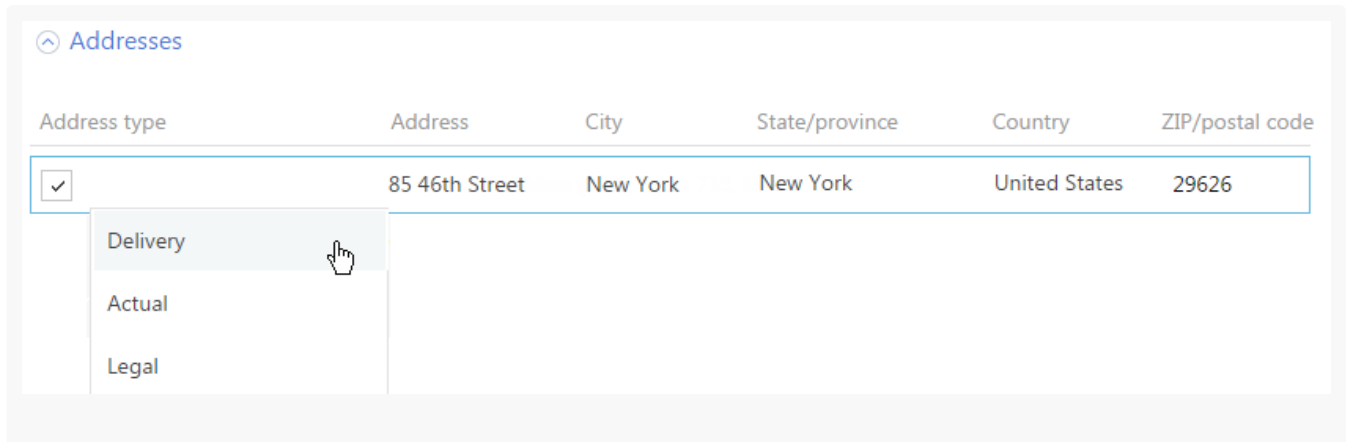 Addresses
Address type Address City State/province Country ZIP/postal code
85 46th Street New York New York United States 29626
Delivery
Actual
Legal